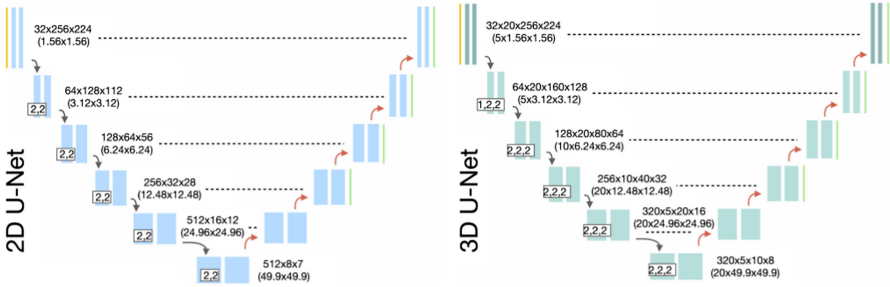 2D U-Net
32x256x224
(1.56x1.56)
2,2
64x128x112
(3.12x3.12)
2,2
128x64x56
(6.24x6.24)
2,2
256x32x28
(12.48x12.48)
2,2
512x16x12
(24.96x24.96)
2,2
512x8x7
(49.9x49.9)
3D U-Net
32x20x256x224
(5x1.56x1.56)
1,2,2
64x20x160x128
(5x3.12x3.12)
2,2,2
128x20x80x64
(10x6.24x6.24)
2,2,2
256x10x40x32
(20x12.48x12.48)
2,2,2
320x5x20x16
(20x24.96x24.96)
2,2,2
320x5x10x8
(20x49.9x49.9)